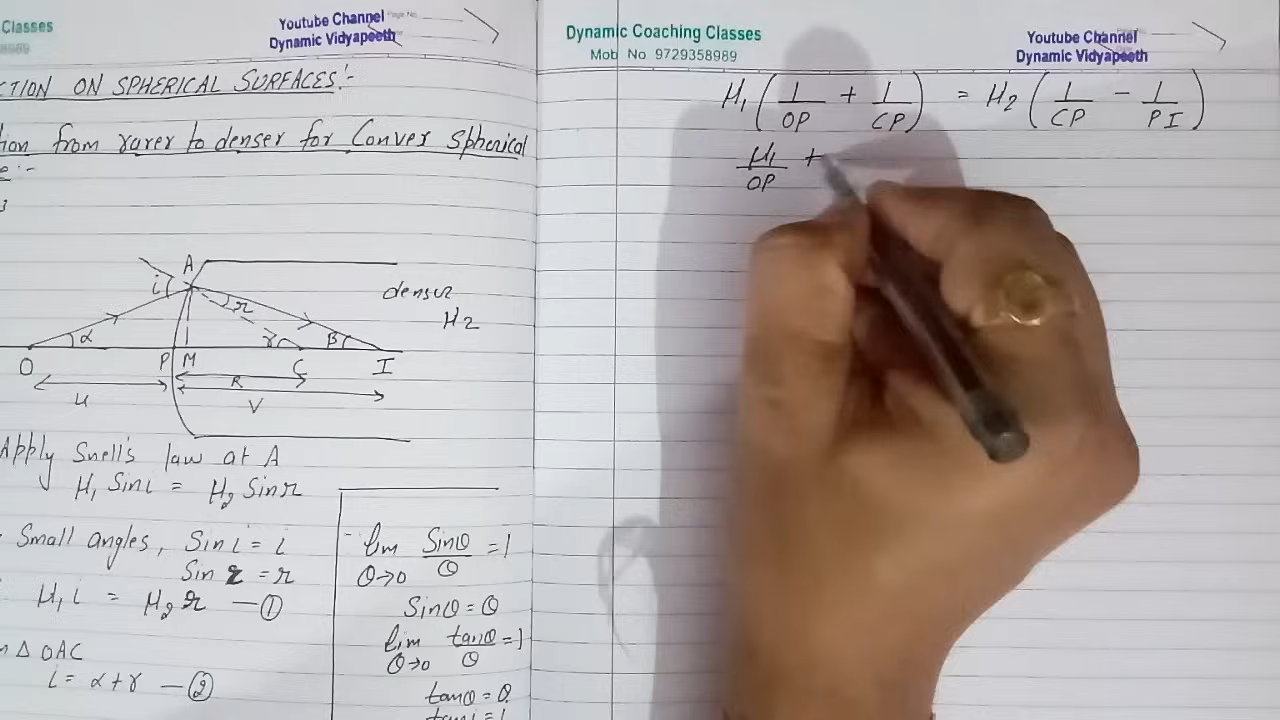 Classes
Youtube Channel
Dynamic Vidyapeeth
CTION ON SPHERICAL SURFACES:-
tion from rarer to denser for Convex Spherical
e:-
A
i
r
denser
μ2
α
γ
β
O
P
M
C
I
R
u
V
Apply Snell's law at A
μ1 Sini = μ2 Sinr
Small angles, Sini = i
Sin r = r
μ1 i = μ2 r —①
Δ OAC
i = α+γ —②
lim Sinθ/θ = 1
θ→0
Sinθ = θ
lim tanθ/θ = 1
θ→0
tanθ = θ
Dynamic Coaching Classes
Mob No 9729358989
Youtube Channel
Dynamic Vidyapeeth
μ1 (1/OP + 1/CP) = μ2 (1/CP - 1/PI)
μ1/OP +